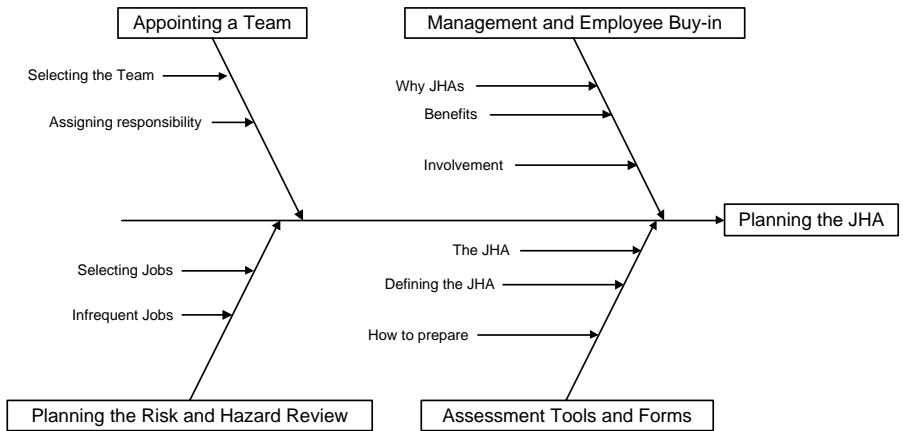 Appointing a Team
Management and Employee Buy-in
Selecting the Team
Assigning responsibility
Why JHAs
Benefits
Involvement
Planning the JHA
Selecting Jobs
Infrequent Jobs
The JHA
Defining the JHA
How to prepare
Planning the Risk and Hazard Review
Assessment Tools and Forms